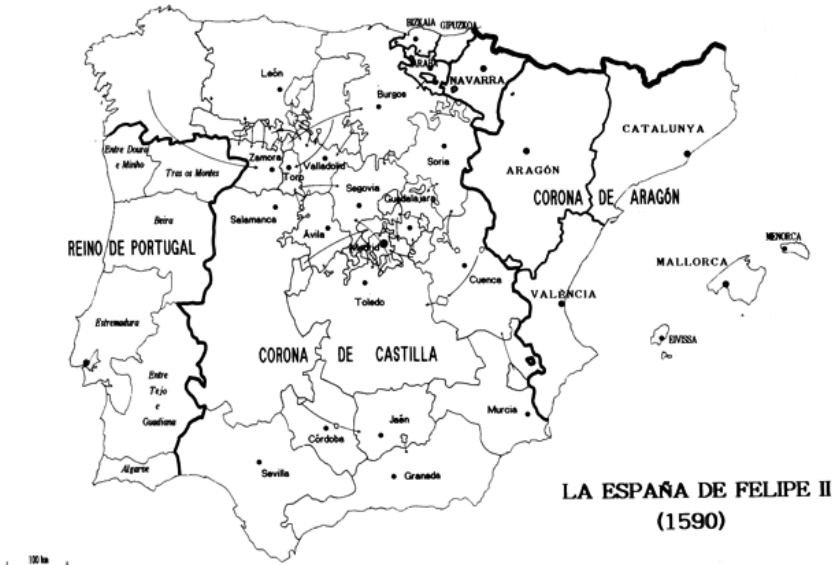 BIZKAIA GIPUZKOA
ARABA
NAVARRA
León
Burgos
CATALUNYA
Entre Douro
e Minho
Tras os Montes
Zamora
Toro
Valladolid
Soria
ARAGÓN
Segovia
Guadalajara
CORONA DE ARAGÓN
Salamanca
Beira
Ávila
Madrid
REINO DE PORTUGAL
MENORCA
MALLORCA
Cuenca
VALÈNCIA
Toledo
Estremadura
EIVISSA
CORONA DE CASTILLA
Entre
Tejo
e
Guadiana
Murcia
Jaén
Córdoba
Algarve
Sevilla
Granada
LA ESPAÑA DE FELIPE II
(1590)
100 km